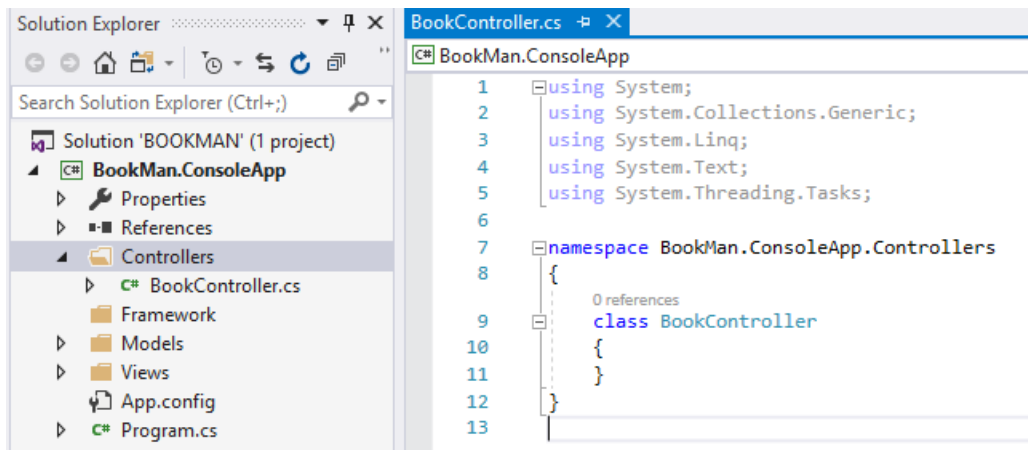 Solution Explorer
Search Solution Explorer (Ctrl+;)
Solution 'BOOKMAN' (1 project)
C# BookMan.ConsoleApp
Properties
References
Controllers
C# BookController.cs
Framework
Models
Views
App.config
C# Program.cs
BookController.cs
C# BookMan.ConsoleApp
1 using System;
2 using System.Collections.Generic;
3 using System.Linq;
4 using System.Text;
5 using System.Threading.Tasks;
6
7 namespace BookMan.ConsoleApp.Controllers
8 {
0 references
9 class BookController
10 {
11 }
12 }
13